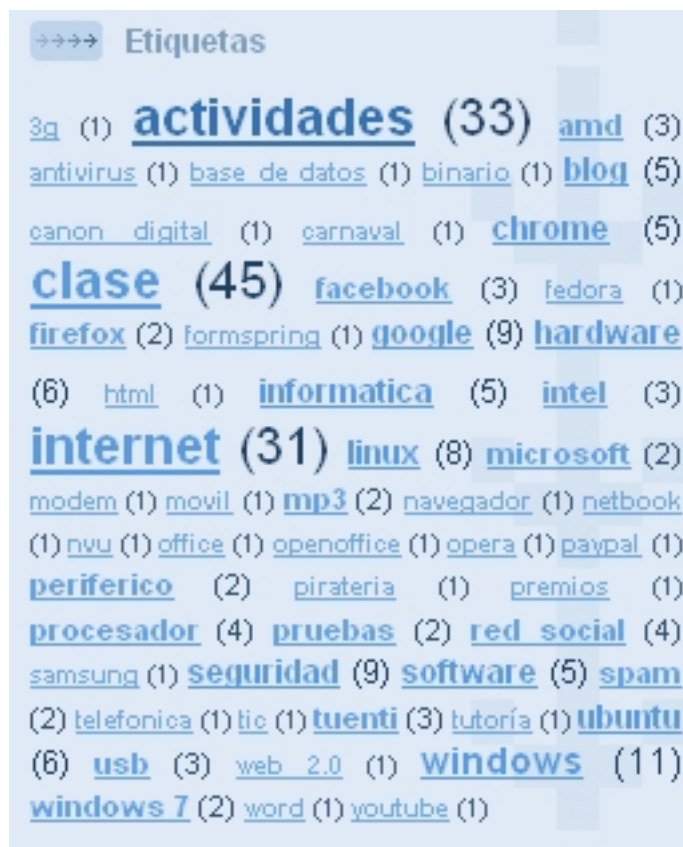 →→→→ Etiquetas
3g (1) actividades (33) amd (3)
antivirus (1) base de datos (1) binario (1) blog (5)
canon digital (1) carnaval (1) chrome (5)
clase (45) facebook (3) fedora (1)
firefox (2) formspring (1) google (9) hardware
(6) html (1) informatica (5) intel (3)
internet (31) linux (8) microsoft (2)
modem (1) movil (1) mp3 (2) navegador (1) netbook
(1) nvu (1) office (1) openoffice (1) opera (1) paypal (1)
periferico (2) pirateria (1) premios (1)
procesador (4) pruebas (2) red social (4)
samsung (1) seguridad (9) software (5) spam
(2) telefonica (1) tic (1) tuenti (3) tutoría (1) ubuntu
(6) usb (3) web 2.0 (1) windows (11)
windows 7 (2) word (1) youtube (1)